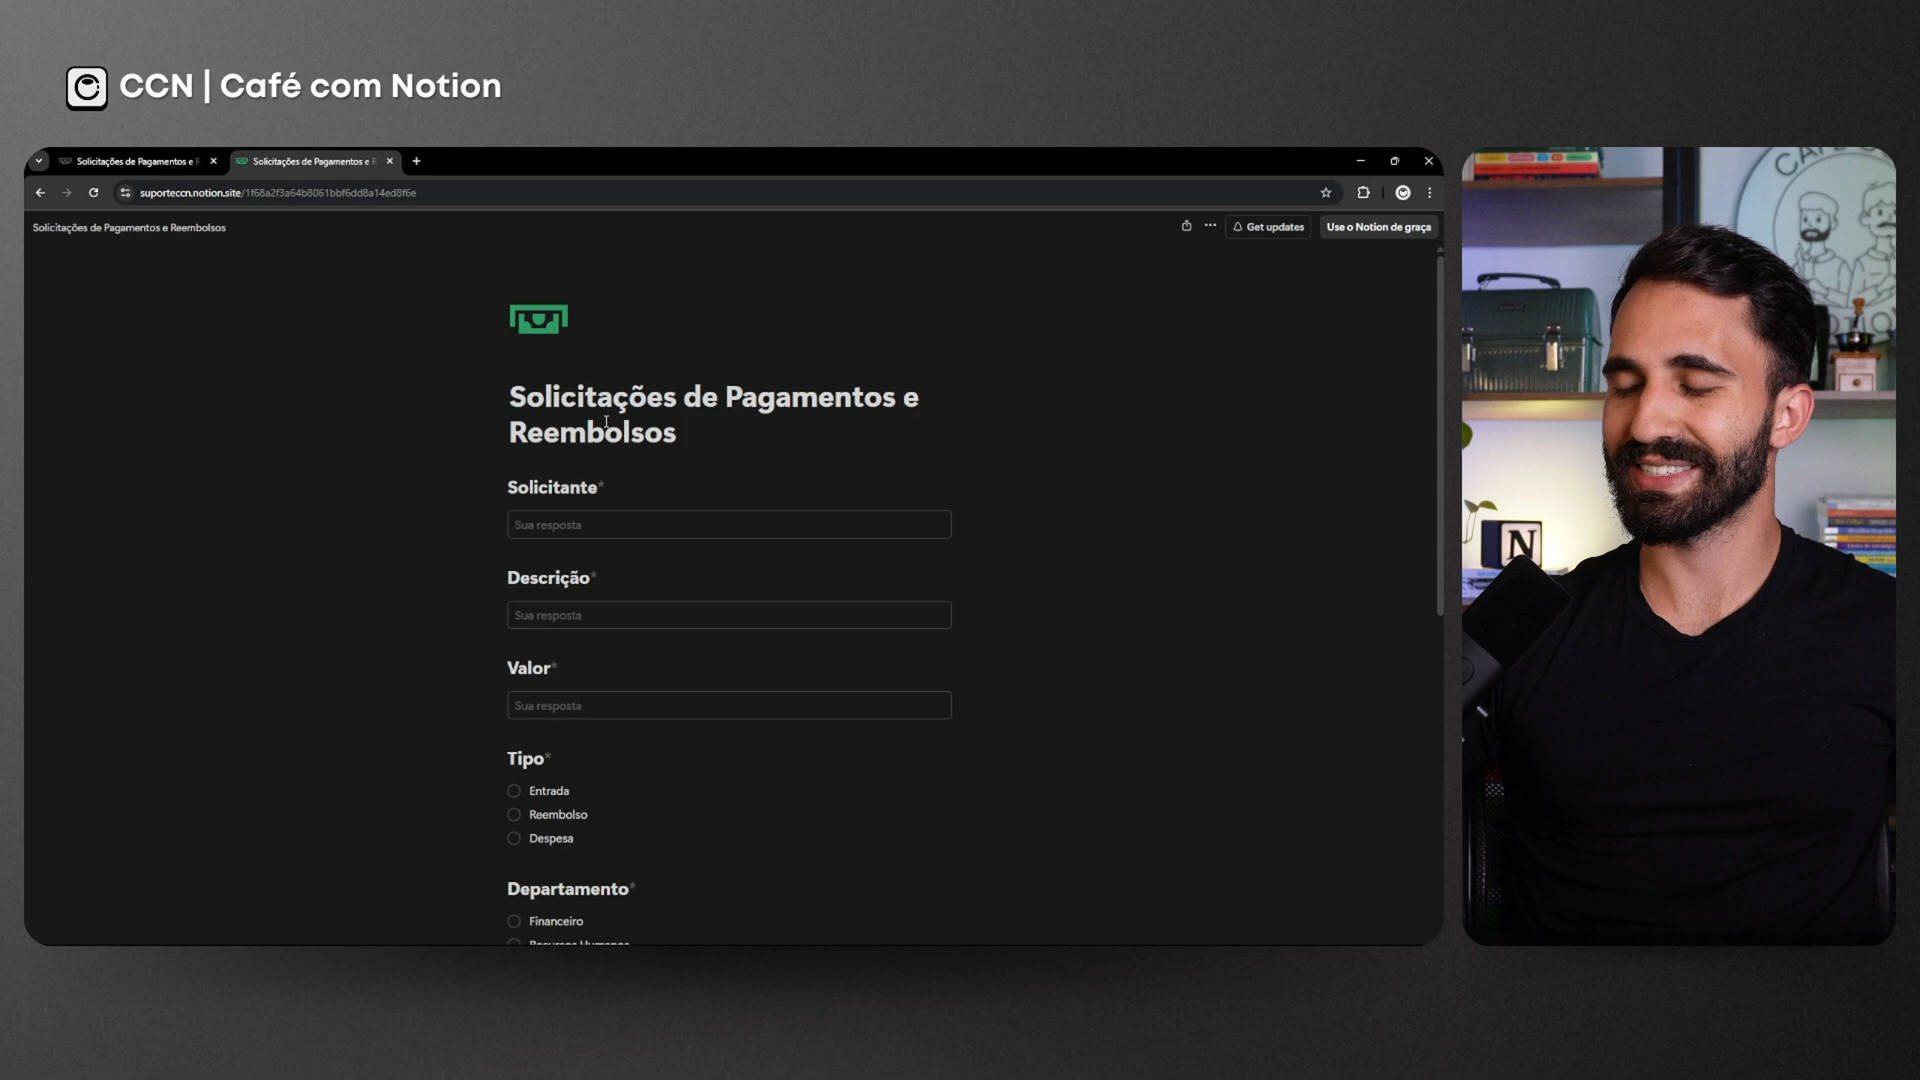 CCN | Café com Notion
Solicitações de Pagamentos e
Solicitações de Pagamentos e
suporteccn.notion.site/1f68a2f3a64b8061bbf6dd8a14ed8f6e
Solicitações de Pagamentos e Reembolsos
Get updates
Use o Notion de graça
Solicitações de Pagamentos e
Reembolsos
Solicitante*
Sua resposta
Descrição*
Sua resposta
Valor*
Sua resposta
Tipo*
Entrada
Reembolso
Despesa
Departamento*
Financeiro
Recursos Humanos
N